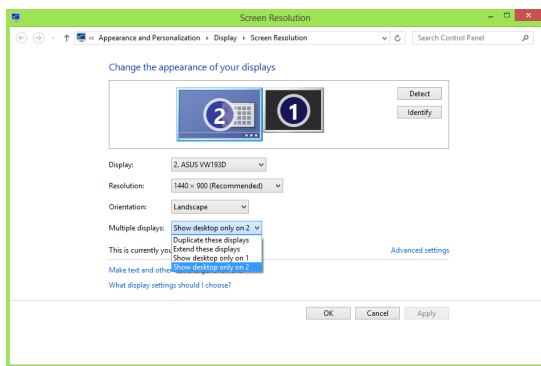 Screen Resolution
« Appearance and Personalization Display Screen Resolution
Search Control Panel
Change the appearance of your displays
2
1
Detect
Identify
Display: 2. ASUS VW193D
Resolution: 1440 × 900 (Recommended)
Orientation: Landscape
Multiple displays: Show desktop only on 2
Duplicate these displays
Extend these displays
Show desktop only on 1
Show desktop only on 2
This is currently you
Advanced settings
Make text and othe
What display settings should I choose?
OK Cancel Apply